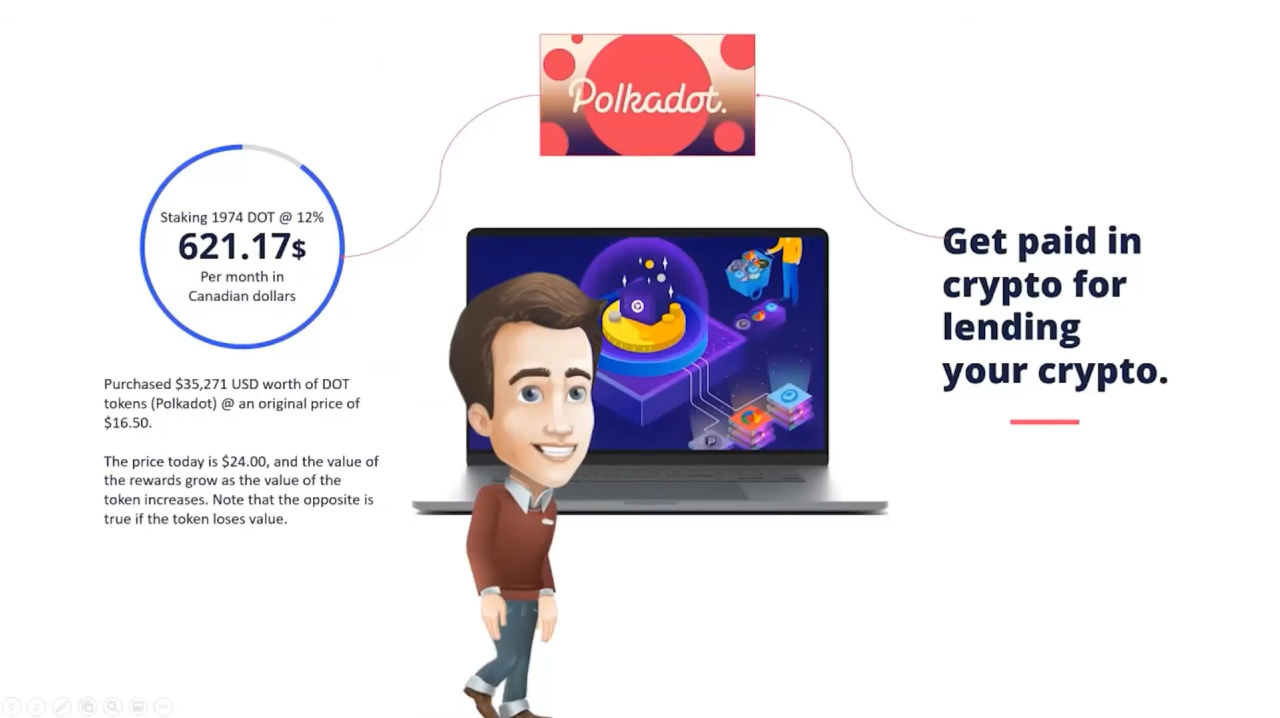 Polkadot.
Staking 1974 DOT @ 12%
621.17$
Per month in
Canadian dollars
Get paid in
crypto for
lending
your crypto.
Purchased $35,271 USD worth of DOT
tokens (Polkadot) @ an original price of
$16.50.
The price today is $24.00, and the value of
the rewards grow as the value of the
token increases. Note that the opposite is
true if the token loses value.
P